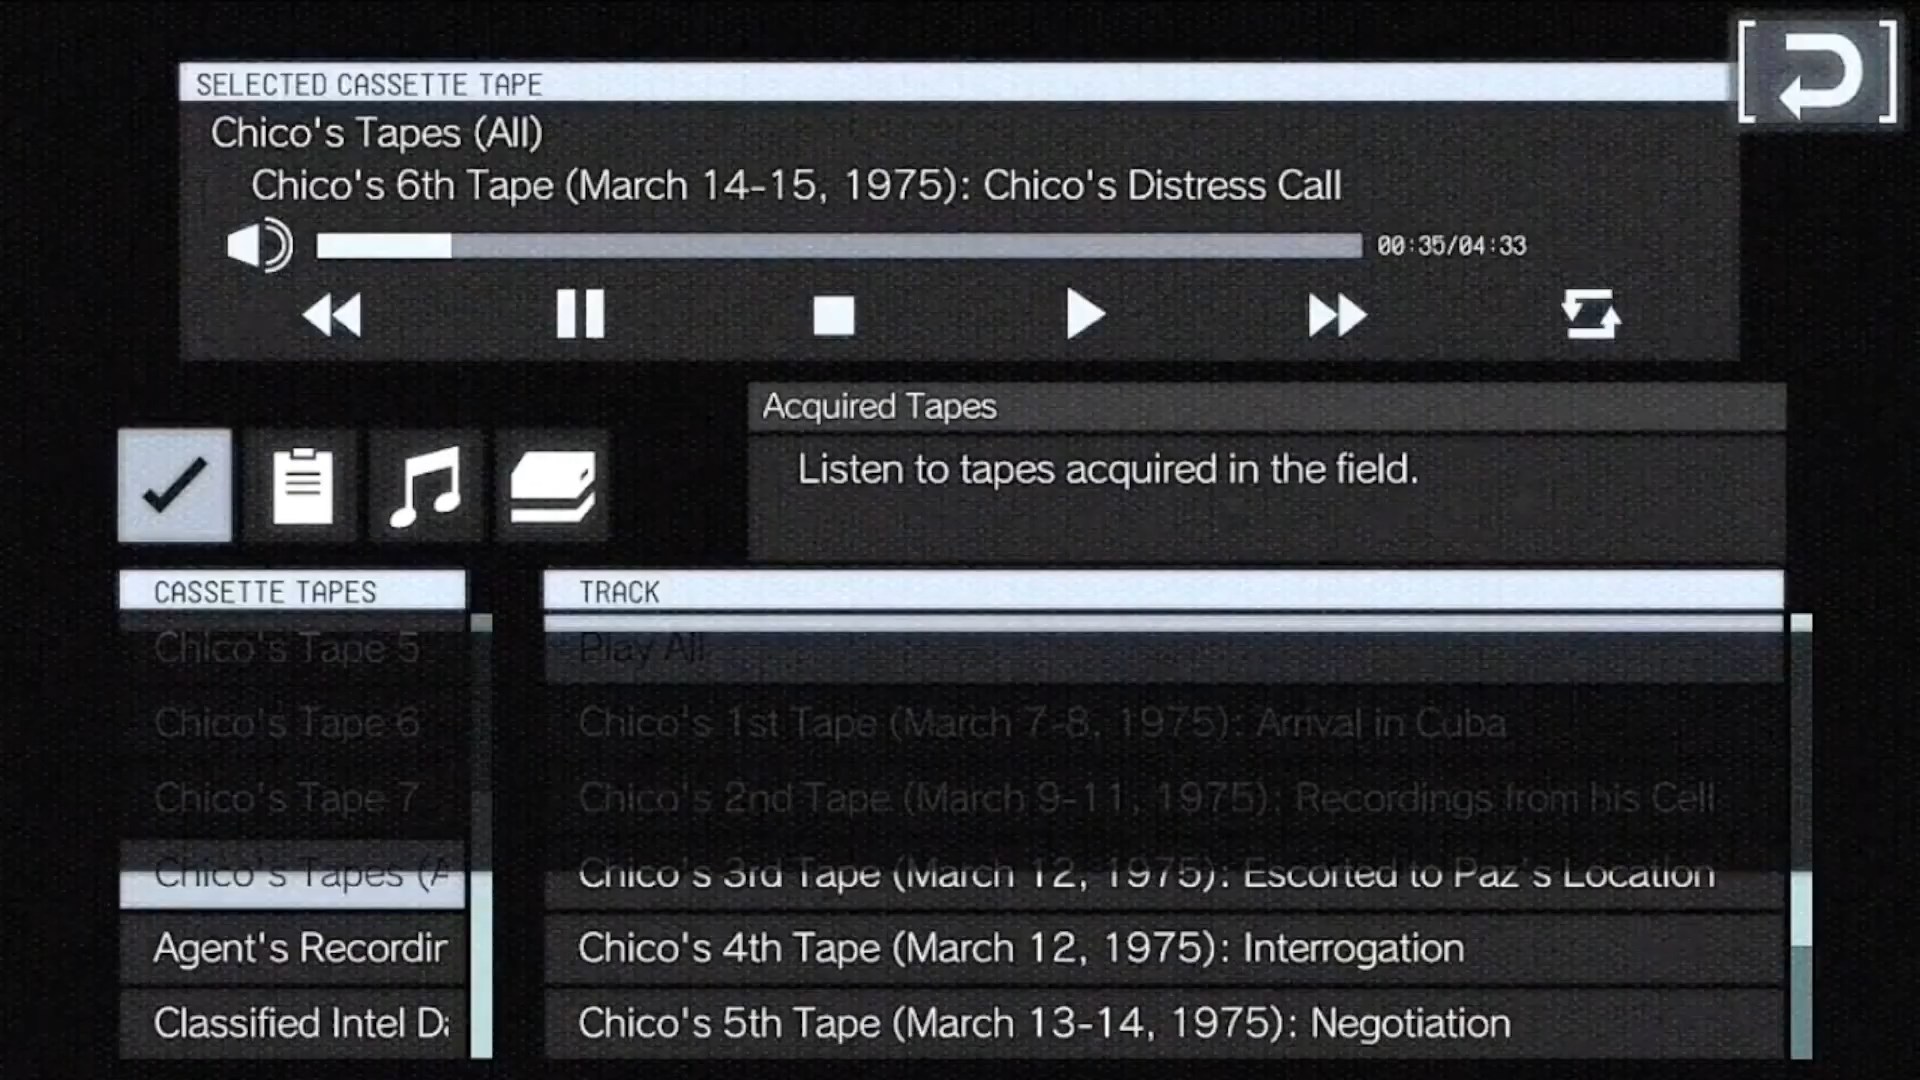 SELECTED CASSETTE TAPE
Chico's Tapes (All)
Chico's 6th Tape (March 14-15, 1975): Chico's Distress Call
00:35/04:33
Acquired Tapes
Listen to tapes acquired in the field.
CASSETTE TAPES
Chico's Tape 5
Chico's Tape 6
Chico's Tape 7
Chico's Tapes (A
Agent's Recordin
Classified Intel Da
TRACK
Play All
Chico's 1st Tape (March 7-8, 1975): Arrival in Cuba
Chico's 2nd Tape (March 9-11, 1975): Recordings from his Cell
Chico's 3rd Tape (March 12, 1975): Escorted to Paz's Location
Chico's 4th Tape (March 12, 1975): Interrogation
Chico's 5th Tape (March 13-14, 1975): Negotiation